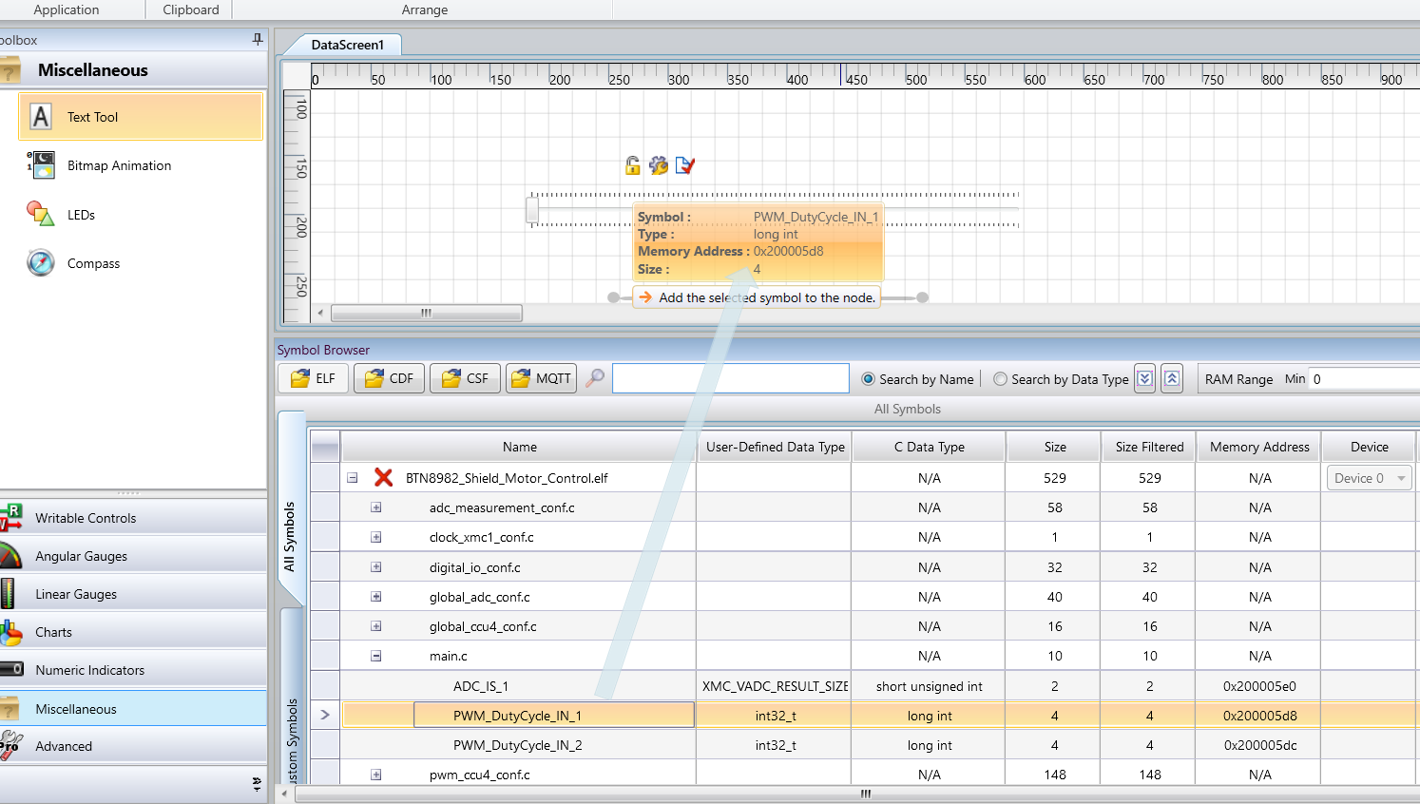 Application Clipboard Arrange
oolbox
Miscellaneous
Text Tool
Bitmap Animation
LEDs
Compass
Writable Controls
Angular Gauges
Linear Gauges
Charts
Numeric Indicators
Miscellaneous
Advanced
DataScreen1
0 50 100 150 200 250 300 350 400 450 500 550 600 650 700 750 800 850 900
100
150
200
250
Symbol : PWM_DutyCycle_IN_1
Type : long int
Memory Address : 0x200005d8
Size : 4
Add the selected symbol to the node.
Symbol Browser
ELF CDF CSF MQTT Search by Name Search by Data Type RAM Range Min 0
All Symbols
All Symbols
ustom Symbols
Name User-Defined Data Type C Data Type Size Size Filtered Memory Address Device
BTN8982_Shield_Motor_Control.elf N/A 529 529 N/A Device 0
adc_measurement_conf.c N/A 58 58 N/A
clock_xmc1_conf.c N/A 1 1 N/A
digital_io_conf.c N/A 32 32 N/A
global_adc_conf.c N/A 40 40 N/A
global_ccu4_conf.c N/A 16 16 N/A
main.c N/A 10 10 N/A
ADC_IS_1 XMC_VADC_RESULT_SIZE short unsigned int 2 2 0x200005e0
PWM_DutyCycle_IN_1 int32_t long int 4 4 0x200005d8
PWM_DutyCycle_IN_2 int32_t long int 4 4 0x200005dc
pwm_ccu4_conf.c N/A 148 148 N/A